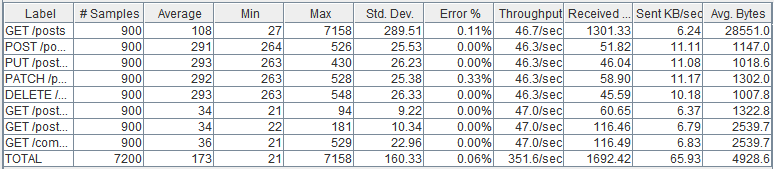 Label # Samples Average Min Max Std. Dev. Error % Throughput Received ... Sent KB/sec Avg. Bytes
GET /posts 900 108 27 7158 289.51 0.11% 46.7/sec 1301.33 6.24 28551.0
POST /po... 900 291 264 526 25.53 0.00% 46.3/sec 51.82 11.11 1147.0
PUT /post... 900 293 263 430 26.23 0.00% 46.3/sec 46.04 11.08 1018.6
PATCH /p... 900 292 263 528 25.38 0.33% 46.3/sec 58.90 11.17 1302.0
DELETE /... 900 293 263 548 26.33 0.00% 46.3/sec 45.59 10.18 1007.8
GET /post... 900 34 21 94 9.22 0.00% 47.0/sec 60.65 6.37 1322.8
GET /post... 900 34 22 181 10.34 0.00% 47.0/sec 116.46 6.79 2539.7
GET /com... 900 36 21 529 22.96 0.00% 47.0/sec 116.49 6.83 2539.7
TOTAL 7200 173 21 7158 160.33 0.06% 351.6/sec 1692.42 65.93 4928.6